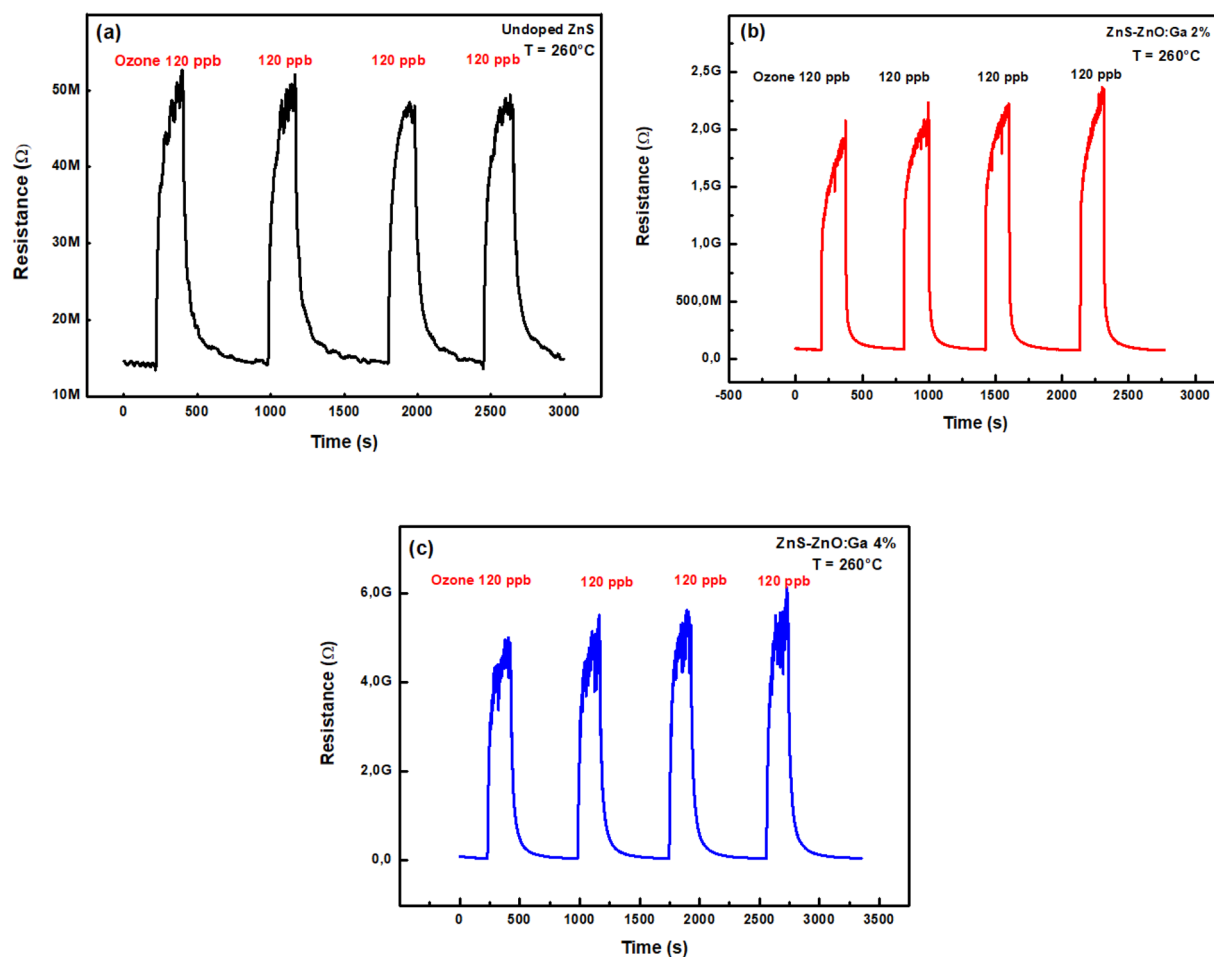 (a)
Undoped ZnS
T = 260°C
Ozone 120 ppb
120 ppb
120 ppb
120 ppb
50M
40M
30M
20M
10M
Resistance (Ω)
0
500
1000
1500
2000
2500
3000
Time (s)
(b)
ZnS-ZnO:Ga 2%
T = 260°C
Ozone 120 ppb
120 ppb
120 ppb
120 ppb
2,5G
2,0G
1,5G
1,0G
500,0M
0,0
Resistance (Ω)
-500
0
500
1000
1500
2000
2500
3000
Time (s)
(c)
ZnS-ZnO:Ga 4%
T = 260°C
Ozone 120 ppb
120 ppb
120 ppb
120 ppb
6,0G
4,0G
2,0G
0,0
Resistance (Ω)
0
500
1000
1500
2000
2500
3000
3500
Time (s)